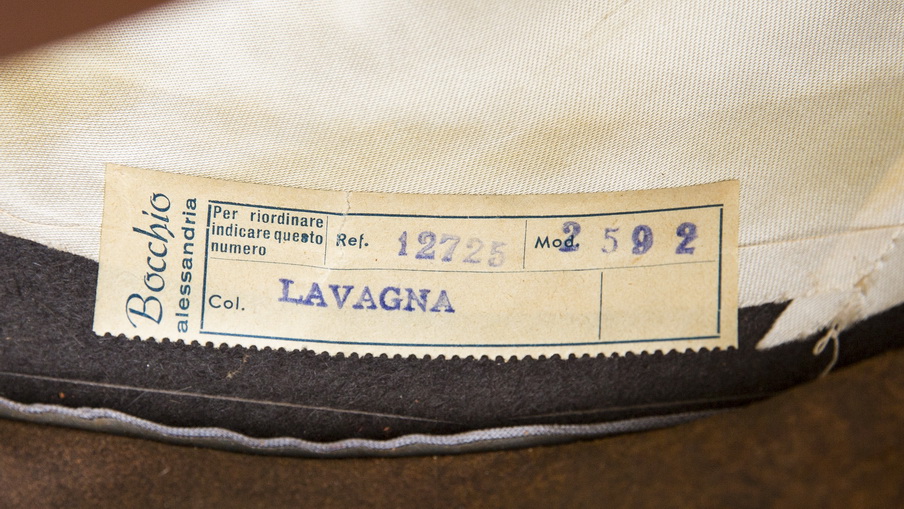 Bocchio
alessandria
Per riordinare
indicare questo
numero
Ref. 12725
Mod. 2592
Col. LAVAGNA